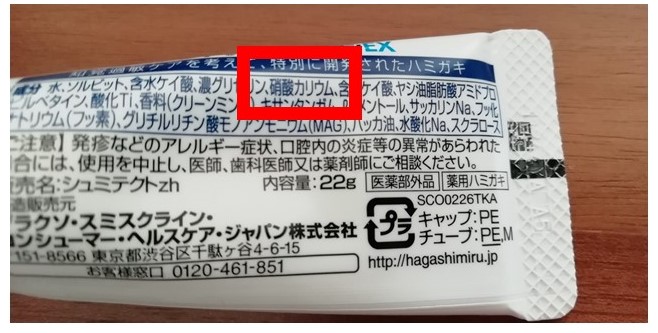 EX
知覚過敏ケアを考えて、特別に開発されたハミガキ
成分 水、ソルビット、含水ケイ酸、濃グリセリン、硝酸カリウム、含 ケイ酸、ヤシ油脂肪酸アミドプロ
ピルベタイン、酸化Ti、香料(クリーンミン 、キサンタンガム、 メントール、サッカリンNa、フッ化
ナトリウム(フッ素)、グリチルリチン酸モノアンモニウム(MAG)、ハッカ油、水酸化Na、スクラロース
ご注意】発疹などのアレルギー症状、口腔内の炎症等の異常があらわれた
合には、使用を中止し、医師、歯科医師又は薬剤師にご相談ください。
売名:シュミテクトzh 内容量:22g 医薬部外品 薬用ハミガキ
造販売元 SCO0226TKA
ラクソ・スミスクライン・ プラ キャップ:PE
ンシューマー・ヘルスケア・ジャパン株式会社 チューブ:PE,M
151-8566 東京都渋谷区千駄ヶ谷4-6-15 http://hagashimiru.jp
お客様窓口 0120-461-851